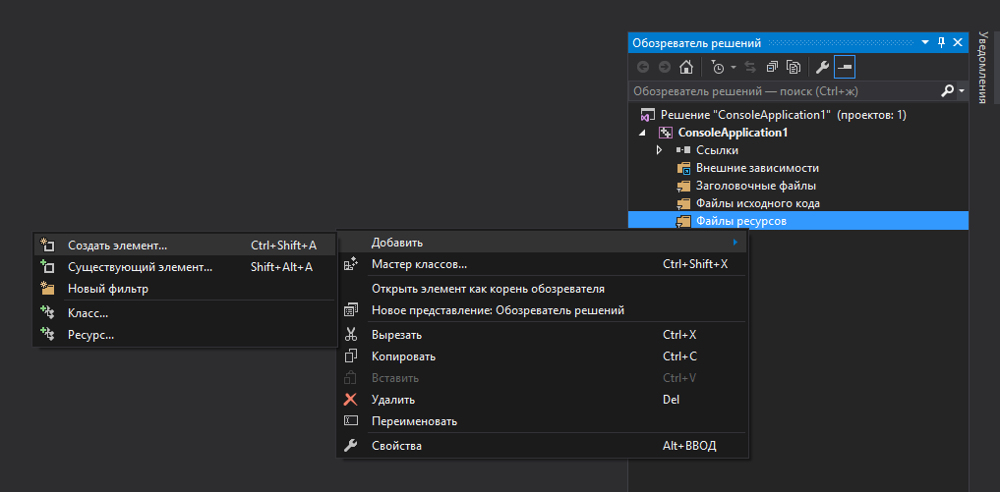 Обозреватель решений
Обозреватель решений — поиск (Ctrl+ж)
Решение "ConsoleApplication1" (проектов: 1)
ConsoleApplication1
Ссылки
Внешние зависимости
Заголовочные файлы
Файлы исходного кода
Файлы ресурсов
Уведомления
Добавить
Мастер классов... Ctrl+Shift+X
Открыть элемент как корень обозревателя
Новое представление: Обозреватель решений
Вырезать Ctrl+X
Копировать Ctrl+C
Вставить Ctrl+V
Удалить Del
Переименовать
Свойства Alt+ВВОД
Создать элемент... Ctrl+Shift+A
Существующий элемент... Shift+Alt+A
Новый фильтр
Класс...
Ресурс...